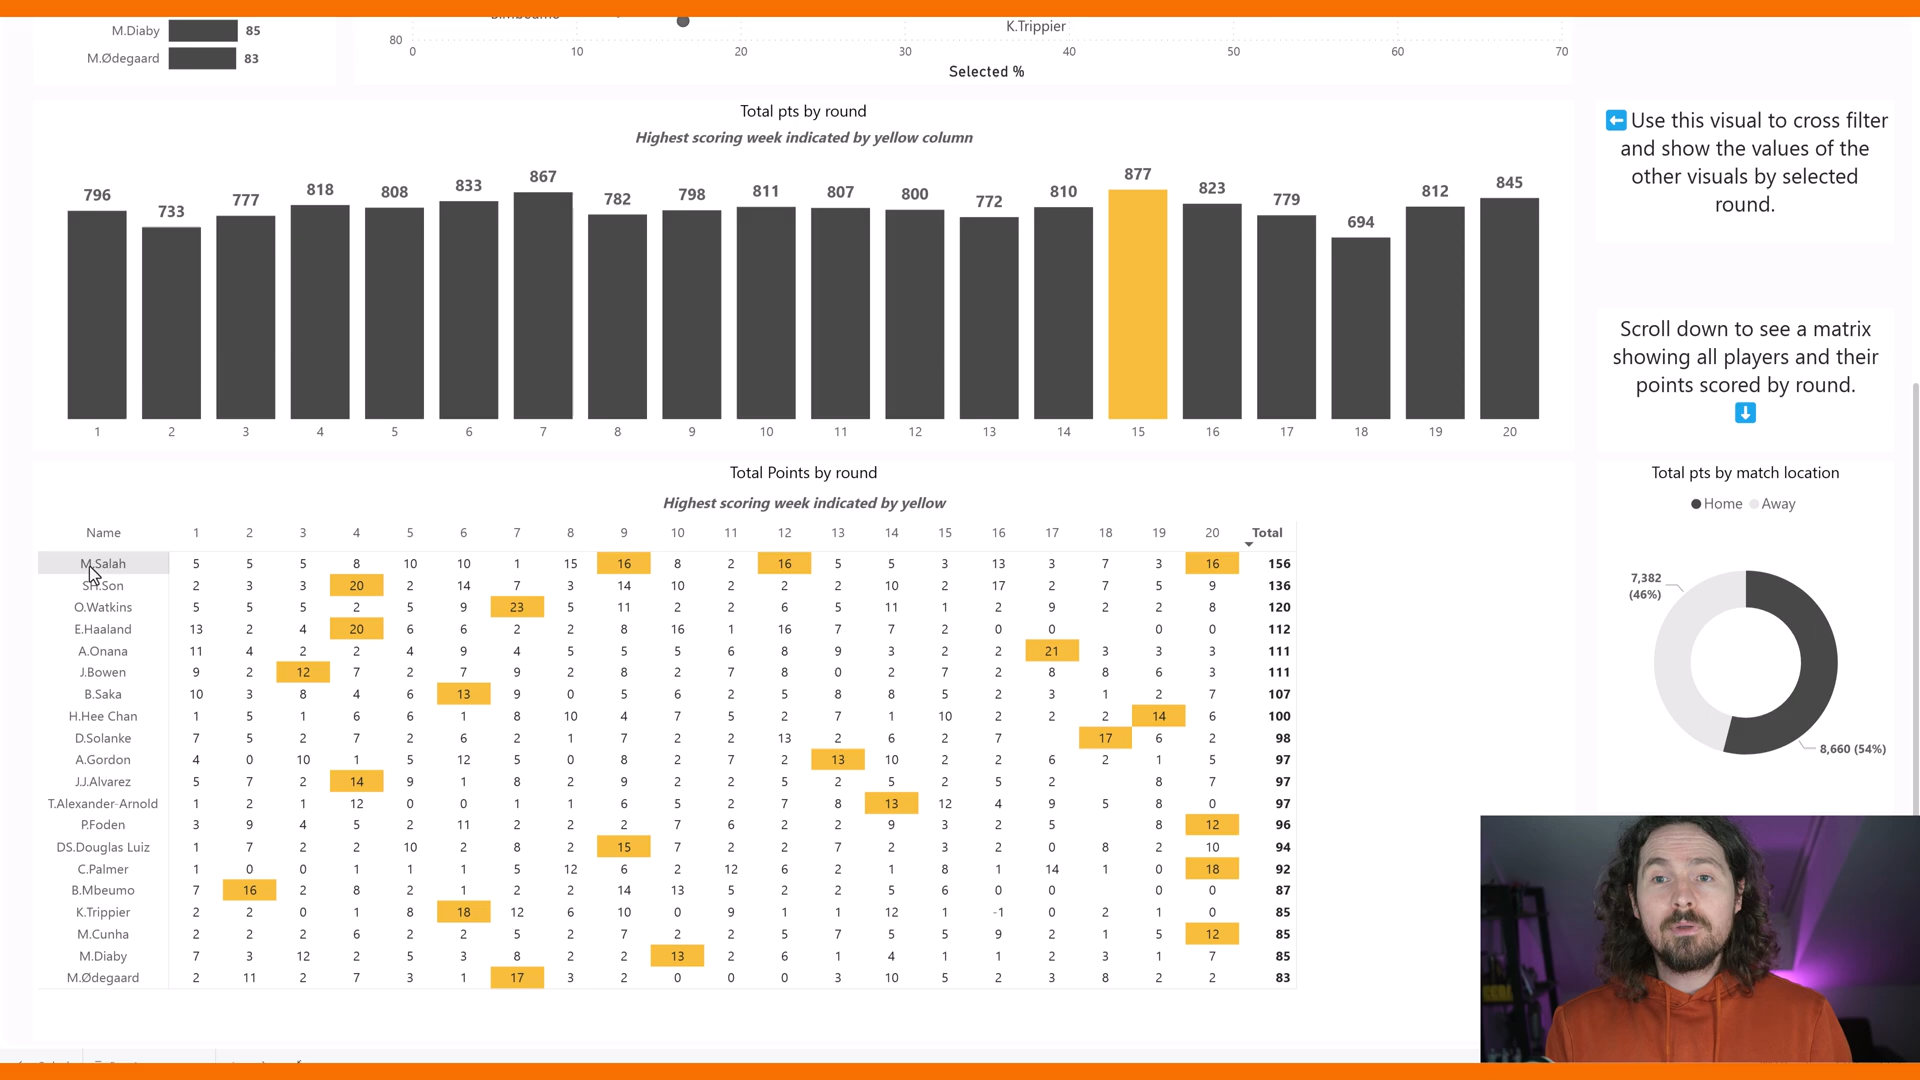 M.Diaby 85
M.Ødegaard 83
K.Trippier
80
0 10 20 30 40 50 60 70
Selected %
Total pts by round
Highest scoring week indicated by yellow column
796 733 777 818 808 833 867 782 798 811 807 800 772 810 877 823 779 694 812 845
1 2 3 4 5 6 7 8 9 10 11 12 13 14 15 16 17 18 19 20
Use this visual to cross filter
and show the values of the
other visuals by selected
round.
Scroll down to see a matrix
showing all players and their
points scored by round.
Total Points by round
Highest scoring week indicated by yellow
Name 1 2 3 4 5 6 7 8 9 10 11 12 13 14 15 16 17 18 19 20 Total
M.Salah 5 5 5 8 10 10 1 15 16 8 2 16 5 5 3 13 3 7 3 16 156
SH.Son 2 3 3 20 2 14 7 3 14 10 2 2 2 10 2 17 2 7 5 9 136
O.Watkins 5 5 5 2 5 9 23 5 11 2 2 6 5 11 1 2 9 2 2 8 120
E.Haaland 13 2 4 20 6 6 2 2 8 16 1 16 7 7 2 0 0 0 0 112
A.Onana 11 4 2 2 4 9 4 5 5 5 6 8 9 3 2 2 21 3 3 3 111
J.Bowen 9 2 12 7 2 7 9 2 8 2 7 8 0 2 7 2 8 8 6 3 111
B.Saka 10 3 8 4 6 13 9 0 5 6 2 5 8 8 5 2 3 1 2 7 107
H.Hee Chan 1 5 1 6 6 1 8 10 4 7 5 2 7 1 10 2 2 2 14 6 100
D.Solanke 7 5 2 7 2 6 2 1 7 2 2 13 2 6 2 7 17 6 2 98
A.Gordon 4 0 10 1 5 12 5 0 8 2 7 2 13 10 2 2 6 2 1 5 97
J.J.Alvarez 5 7 2 14 9 1 8 2 9 2 2 5 2 5 2 5 2 8 7 97
T.Alexander-Arnold 1 2 1 12 0 0 1 1 6 5 2 7 8 13 12 4 9 5 8 0 97
P.Foden 3 9 4 5 2 11 2 2 2 7 6 2 2 9 3 2 5 8 12 96
DS.Douglas Luiz 1 7 2 2 10 2 8 2 15 7 2 2 7 2 3 2 0 8 2 10 94
C.Palmer 1 0 0 1 1 1 5 12 6 2 12 6 2 1 8 1 14 1 0 18 92
B.Mbeumo 7 16 2 8 2 1 2 2 14 13 5 2 2 5 6 0 0 0 0 87
K.Trippier 2 2 0 1 8 18 12 6 10 0 9 1 1 12 1 -1 0 2 1 0 85
M.Cunha 2 2 2 6 2 2 5 2 7 2 2 5 7 5 5 9 2 1 5 12 85
M.Diaby 7 3 12 2 5 3 8 2 2 13 2 6 1 4 1 1 2 3 1 7 85
M.Ødegaard 2 11 2 7 3 1 17 3 2 0 0 0 3 10 5 2 3 8 2 2 83
Total pts by match location
Home Away
7,382
(46%)
8,660 (54%)